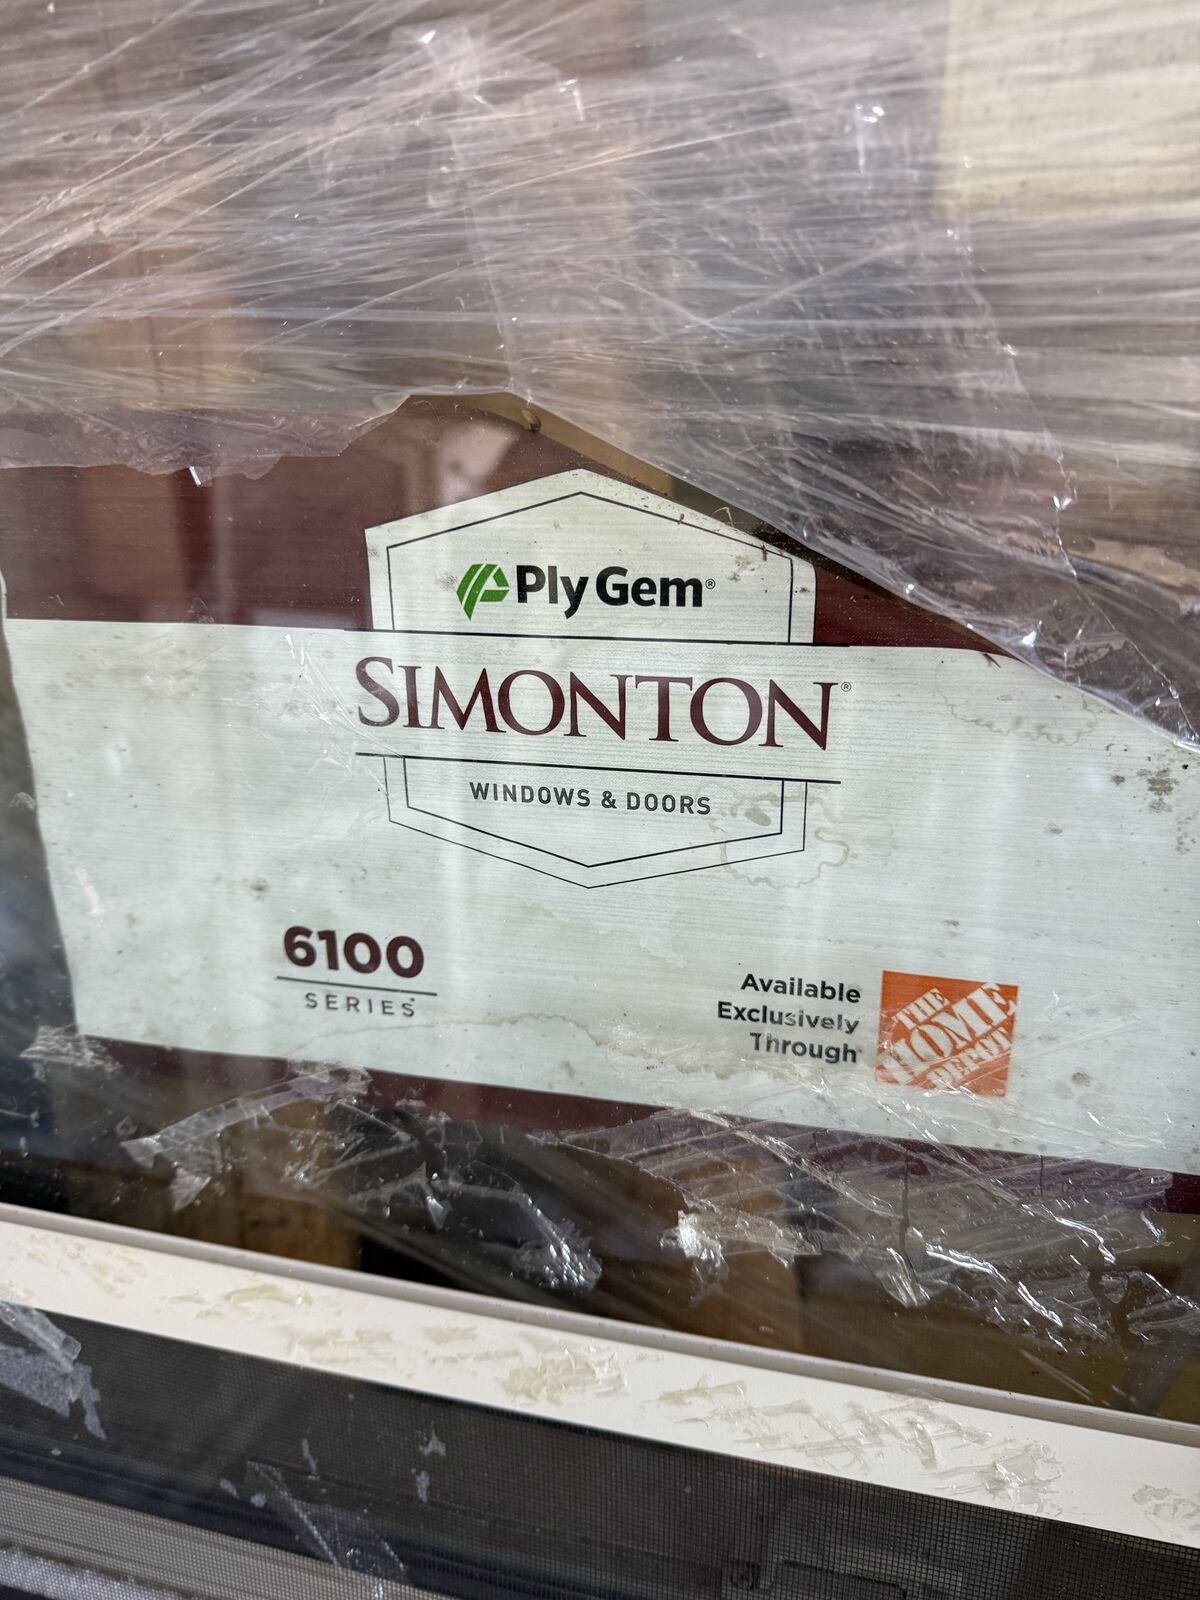 Ply Gem®
SIMONTON®
WINDOWS & DOORS
6100
SERIES
Available
Exclusively
Through
THE
HOME
DEPOT